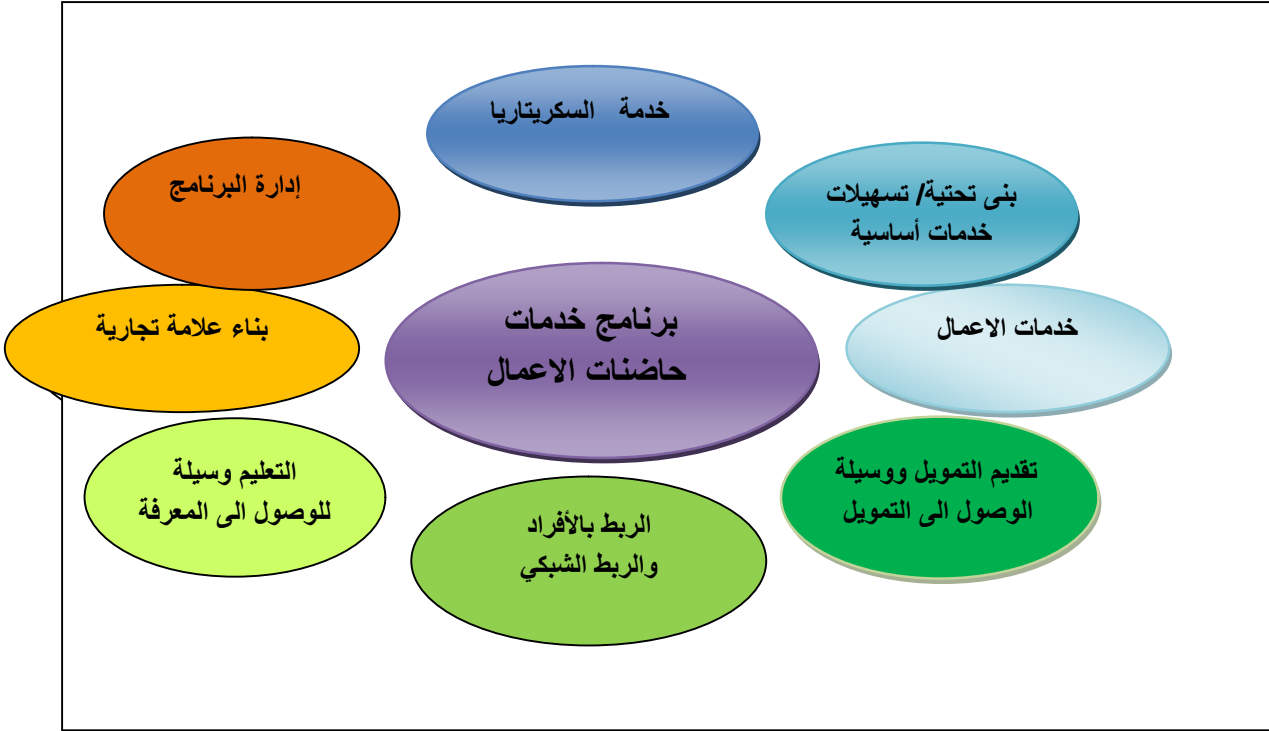 خدمة السكريتاريا
بنى تحتية/ تسهيلات
خدمات أساسية
إدارة البرنامج
برنامج خدمات
حاضنات الاعمال
خدمات الاعمال
بناء علامة تجارية
تقديم التمويل ووسيلة
الوصول الى التمويل
الربط بالأفراد
والربط الشبكي
التعليم وسيلة
للوصول الى المعرفة